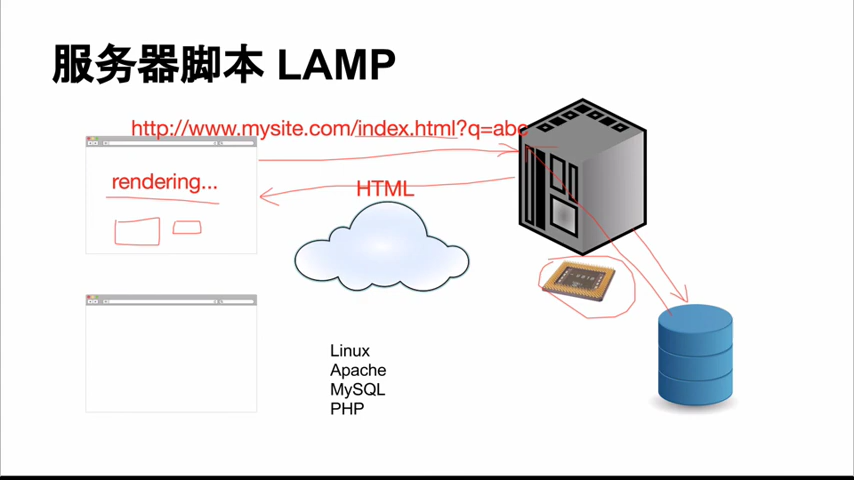 服务器脚本 LAMP
http://www.mysite.com/index.html?q=abc
rendering...
HTML
Linux
Apache
MySQL
PHP